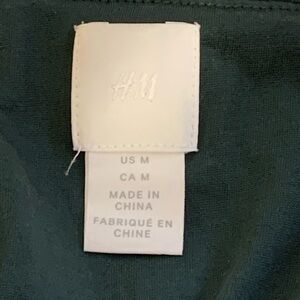 H&M
US M
CA M
MADE IN
CHINA
FABRIQUÉ EN
CHINE